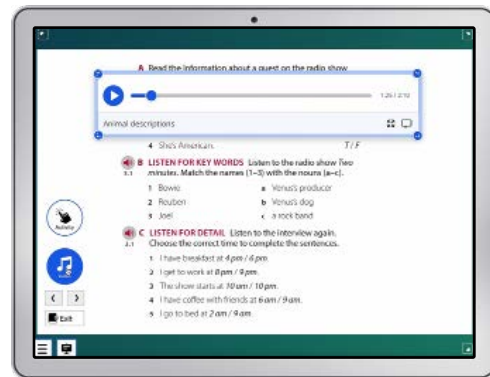 A Read the information about a guest on the radio show
1:26 / 2:10
Animal descriptions
4 She's American. T / F
B LISTEN FOR KEY WORDS Listen to the radio show Two
3.1 minutes. Match the names (1–3) with the nouns (a–c).
1 Bowie a Venus's producer
2 Reuben b Venus's dog
3 Joel c a rock band
Activity
C LISTEN FOR DETAIL Listen to the interview again.
3.1 Choose the correct time to complete the sentences.
1 I have breakfast at 4 pm / 6 pm.
2 I get to work at 8 pm / 9 pm.
3 The show starts at 10 am / 10 pm.
4 I have coffee with friends at 6 am / 9 am.
5 I go to bed at 2 am / 9 am.
Exit